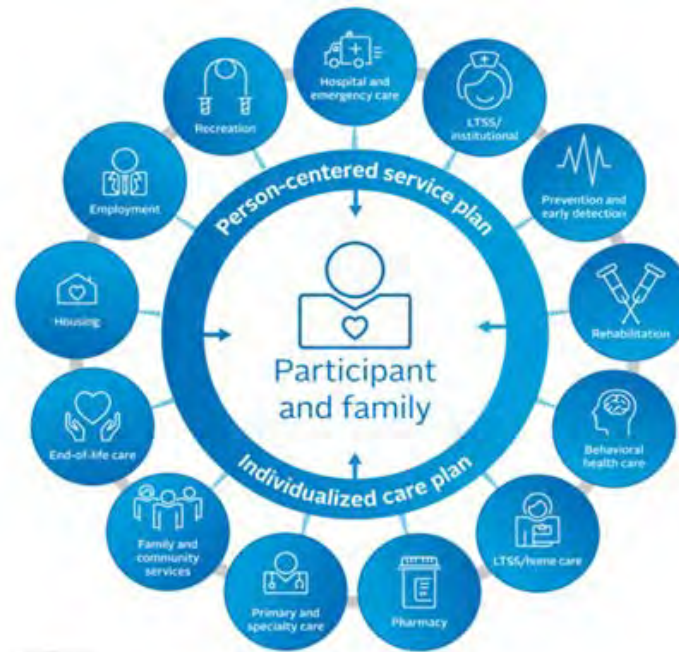 Hospital and
emergency care
LTSS/
institutional
Prevention and
early detection
Rehabilitation
Behavioral
health care
LTSS/home care
Pharmacy
Primary and
specialty care
Family and
community
services
End-of-life care
Housing
Employment
Recreation
Person-centered service plan
Participant
and family
Individualized care plan